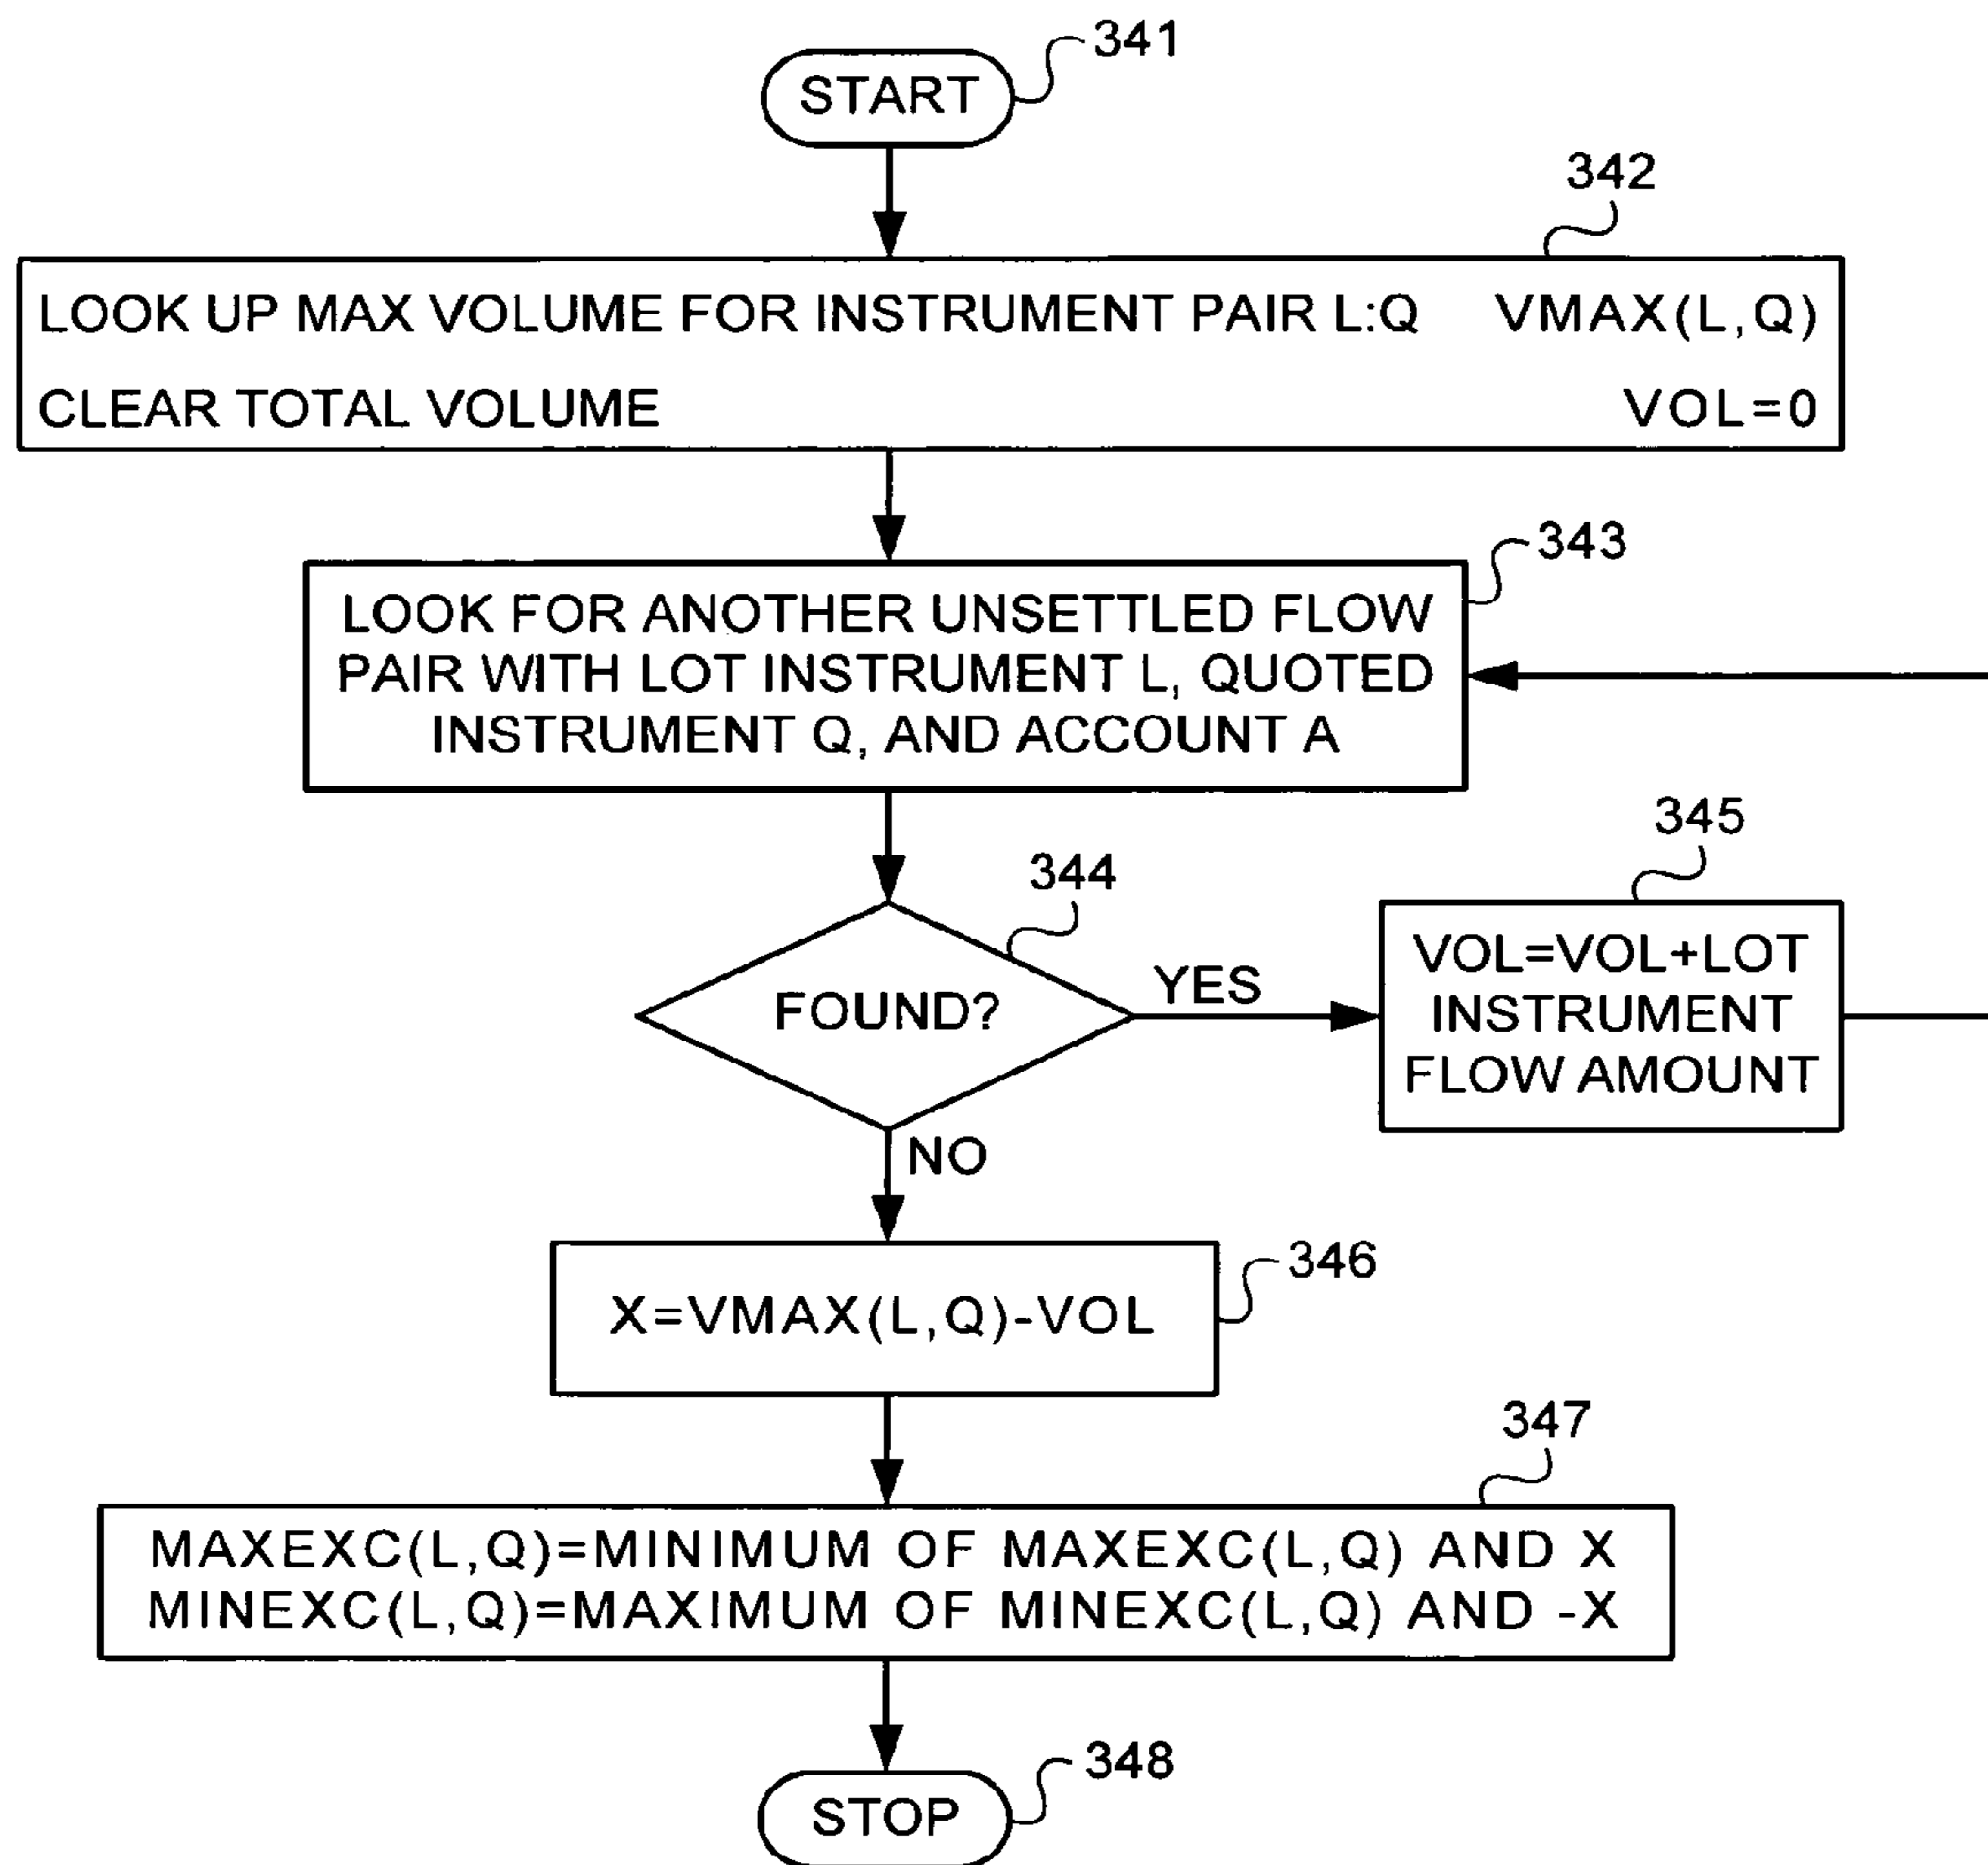 START
341
342
LOOK UP MAX VOLUME FOR INSTRUMENT PAIR L:Q VMAX(L,Q)
CLEAR TOTAL VOLUME VOL=0
343
LOOK FOR ANOTHER UNSETTLED FLOW
PAIR WITH LOT INSTRUMENT L, QUOTED
INSTRUMENT Q, AND ACCOUNT A
344
FOUND?
YES
345
VOL=VOL+LOT
INSTRUMENT
FLOW AMOUNT
NO
346
X=VMAX(L,Q)-VOL
347
MAXEXC(L,Q)=MINIMUM OF MAXEXC(L,Q) AND X
MINEXC(L,Q)=MAXIMUM OF MINEXC(L,Q) AND -X
348
STOP